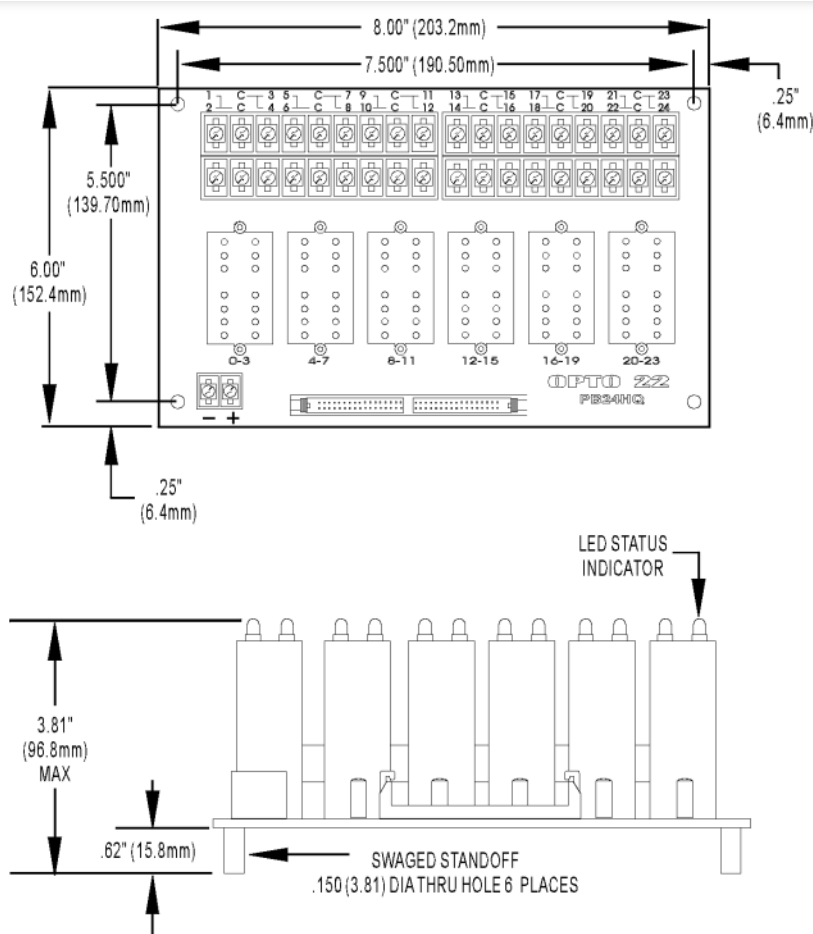 8.00" (203.2mm)
7.500" (190.50mm)
.25"
(6.4mm)
1 C 3 5 C 7 9 C 11 13 C 15 17 C 19 21 C 23
2 C 4 6 C 8 10 C 12 14 C 16 18 C 20 22 C 24
5.500"
(139.70mm)
6.00"
(152.4mm)
0-3 4-7 8-11 12-15 16-19 20-23
OPTO 22
PB24HQ
- +
.25"
(6.4mm)
LED STATUS
INDICATOR
3.81"
(96.8mm)
MAX
.62" (15.8mm)
SWAGED STANDOFF
.150 (3.81) DIA THRU HOLE 6 PLACES